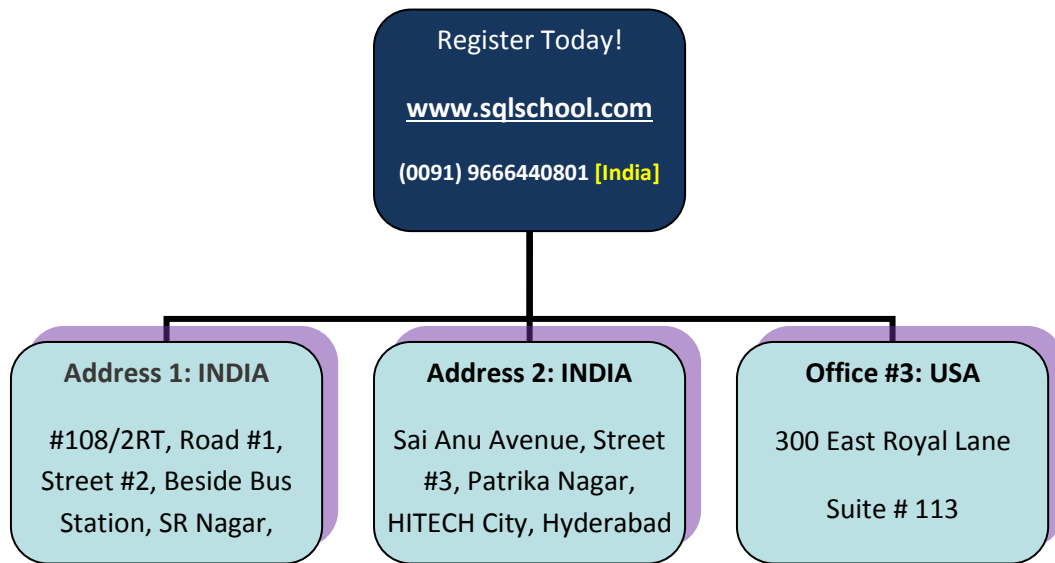 Register Today!
www.sqlschool.com
(0091) 9666440801 [India]
Address 1: INDIA
#108/2RT, Road #1,
Street #2, Beside Bus
Station, SR Nagar,
Address 2: INDIA
Sai Anu Avenue, Street
#3, Patrika Nagar,
HITECH City, Hyderabad
Office #3: USA
300 East Royal Lane
Suite # 113